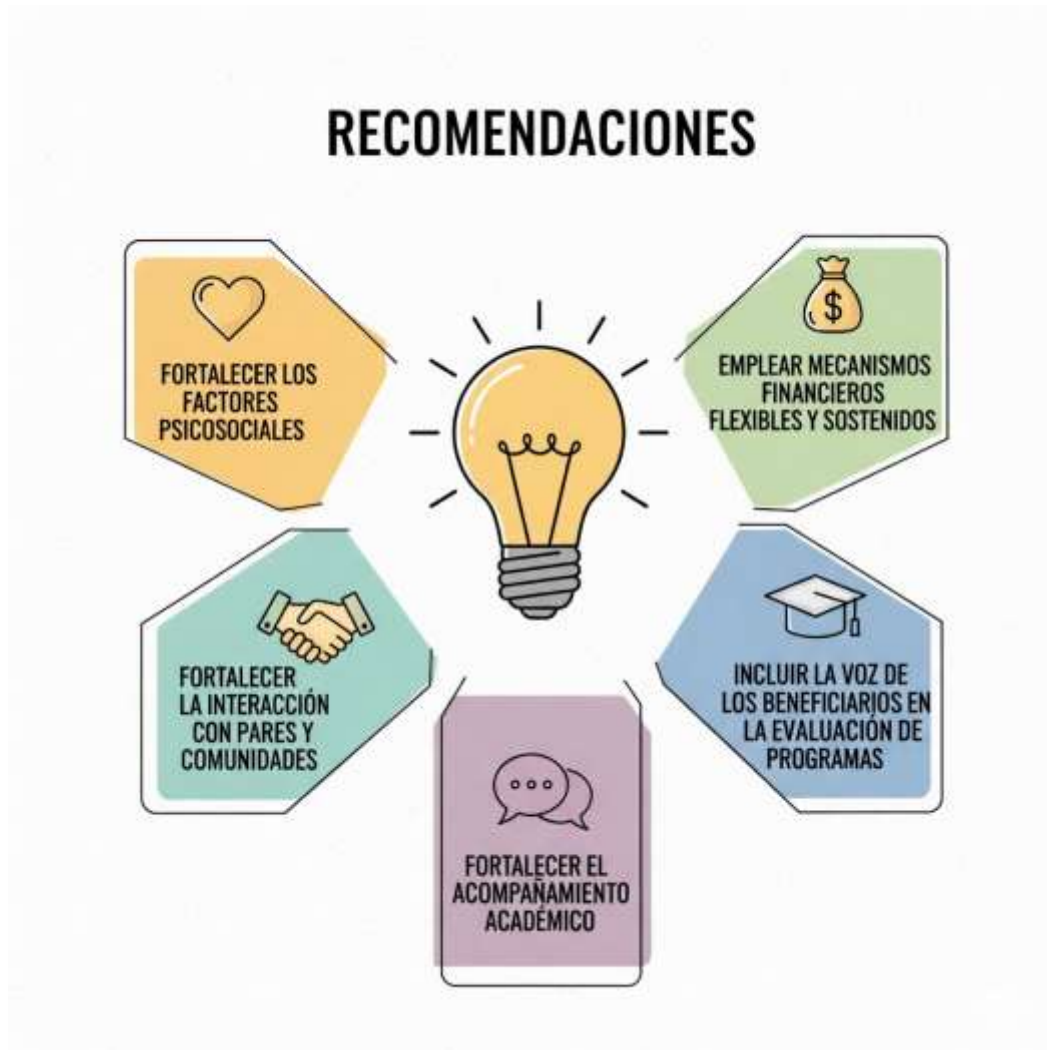 RECOMENDACIONES
FORTALECER LOS
FACTORES
PSICOSOCIALES
EMPLEAR MECANISMOS
FINANCIEROS
FLEXIBLES Y SOSTENIDOS
$
FORTALECER
LA INTERACCIÓN
CON PARES Y
COMUNIDADES
INCLUIR LA VOZ DE
LOS BENEFICIARIOS EN
LA EVALUACIÓN DE
PROGRAMAS
FORTALECER EL
ACOMPAÑAMIENTO
ACADÉMICO